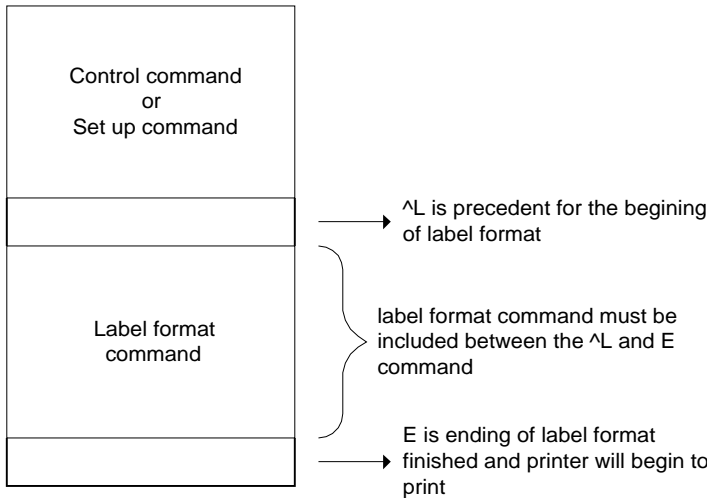 Control command
or
Set up command
^L is precedent for the begining
of label format
Label format
command
label format command must be
included between the ^L and E
command
E is ending of label format
finished and printer will begin to
print